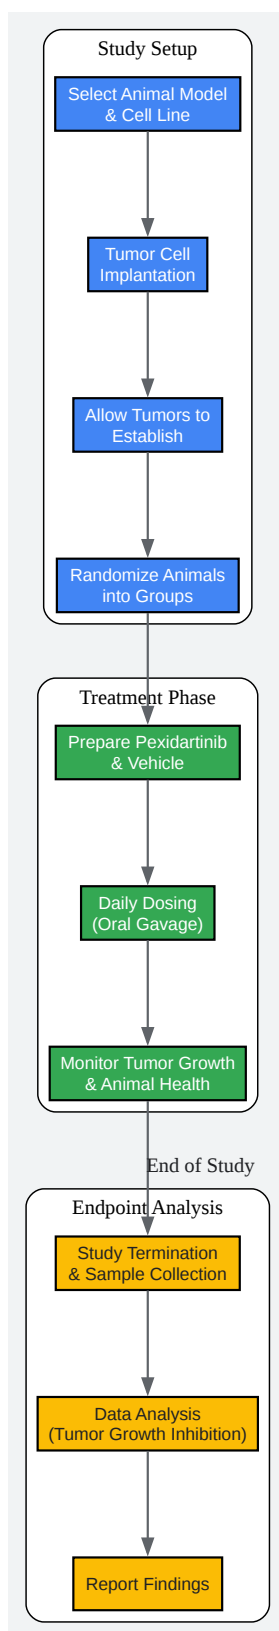 Study Setup
Select Animal Model
& Cell Line
Tumor Cell
Implantation
Allow Tumors to
Establish
Randomize Animals
into Groups
Treatment Phase
Prepare Pexidartinib
& Vehicle
Daily Dosing
(Oral Gavage)
Monitor Tumor Growth
& Animal Health
End of Study
Endpoint Analysis
Study Termination
& Sample Collection
Data Analysis
(Tumor Growth Inhibition)
Report Findings